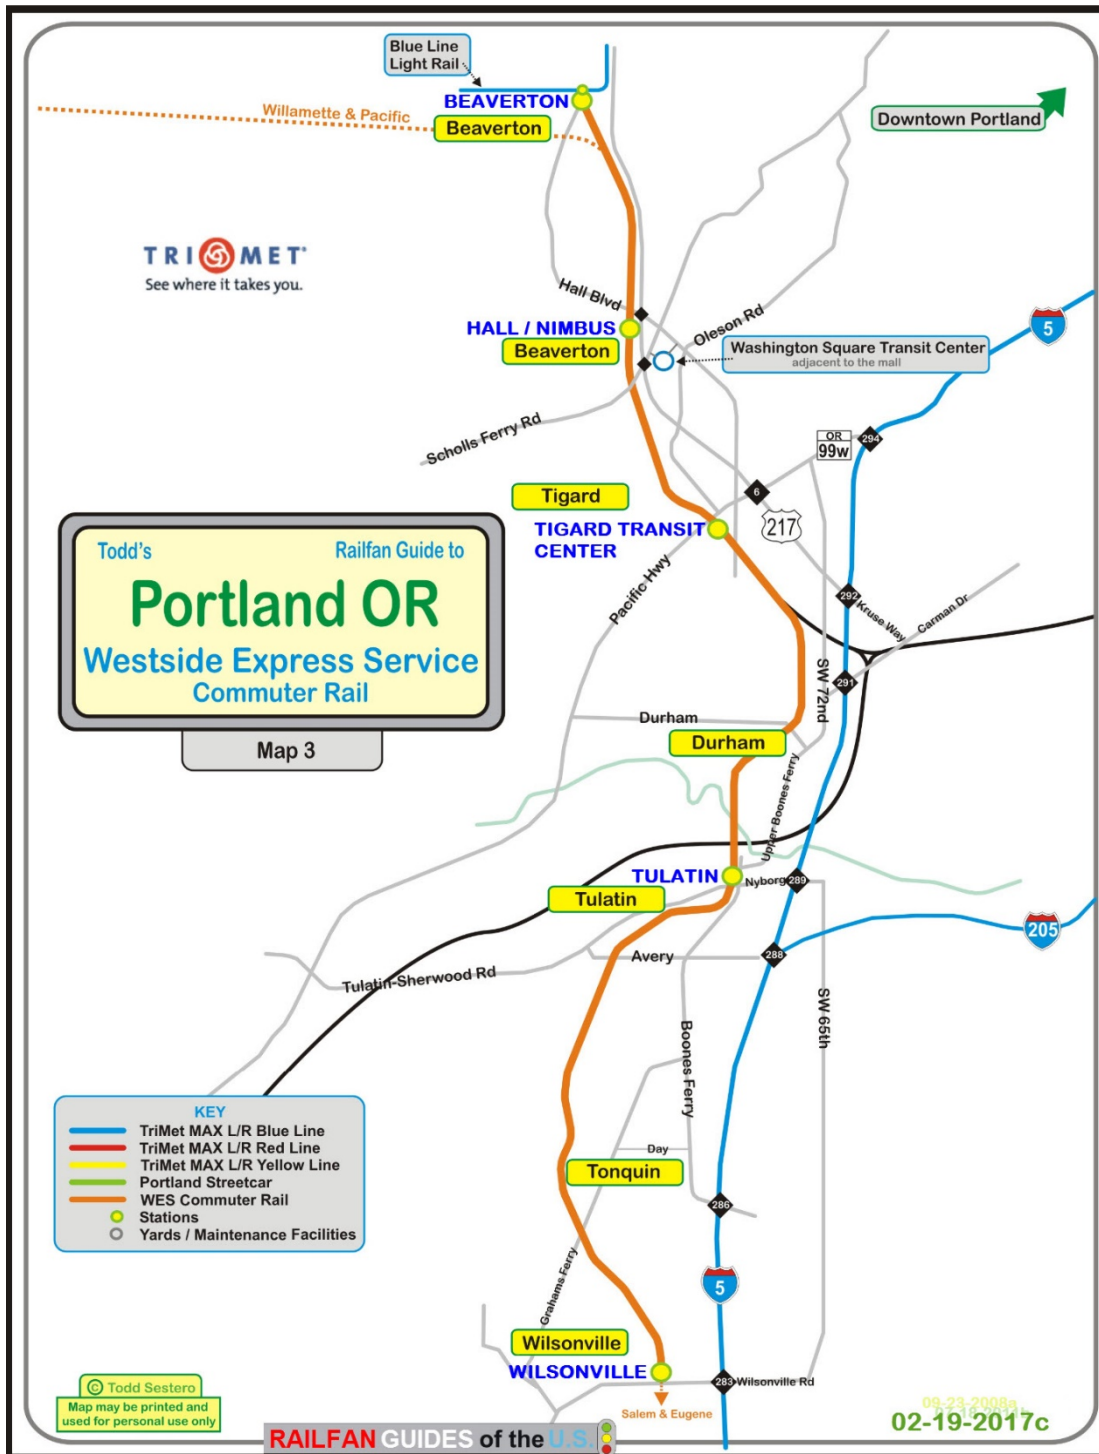 Blue Line
Light Rail
BEAVERTON
Willamette & Pacific
Beaverton
Downtown Portland
TRI MET
See where it takes you.
Hall Blvd
Oleson Rd
5
HALL / NIMBUS
Beaverton
Washington Square Transit Center
adjacent to the mall
Scholls Ferry Rd
OR
99w
294
Tigard
6
217
TIGARD TRANSIT
CENTER
Todd's
Railfan Guide to
Portland OR
Westside Express Service
Commuter Rail
Map 3
Pacific Hwy
292
Kruse Way
Carman Dr
291
SW 72nd
Durham
Durham
Upper Boones Ferry
TULATIN
Nyborg
289
Tulatin
205
Avery
288
Tulatin-Sherwood Rd
SW 65th
Boones Ferry
KEY
TriMet MAX L/R Blue Line
TriMet MAX L/R Red Line
TriMet MAX L/R Yellow Line
Portland Streetcar
WES Commuter Rail
Stations
Yards / Maintenance Facilities
Day
Tonquin
286
Grahams Ferry
5
Wilsonville
WILSONVILLE
283
Wilsonville Rd
Salem & Eugene
© Todd Sestero
Map may be printed and
used for personal use only
09-23-2008a
02-19-2017c
RAILFAN GUIDES of the U.S.